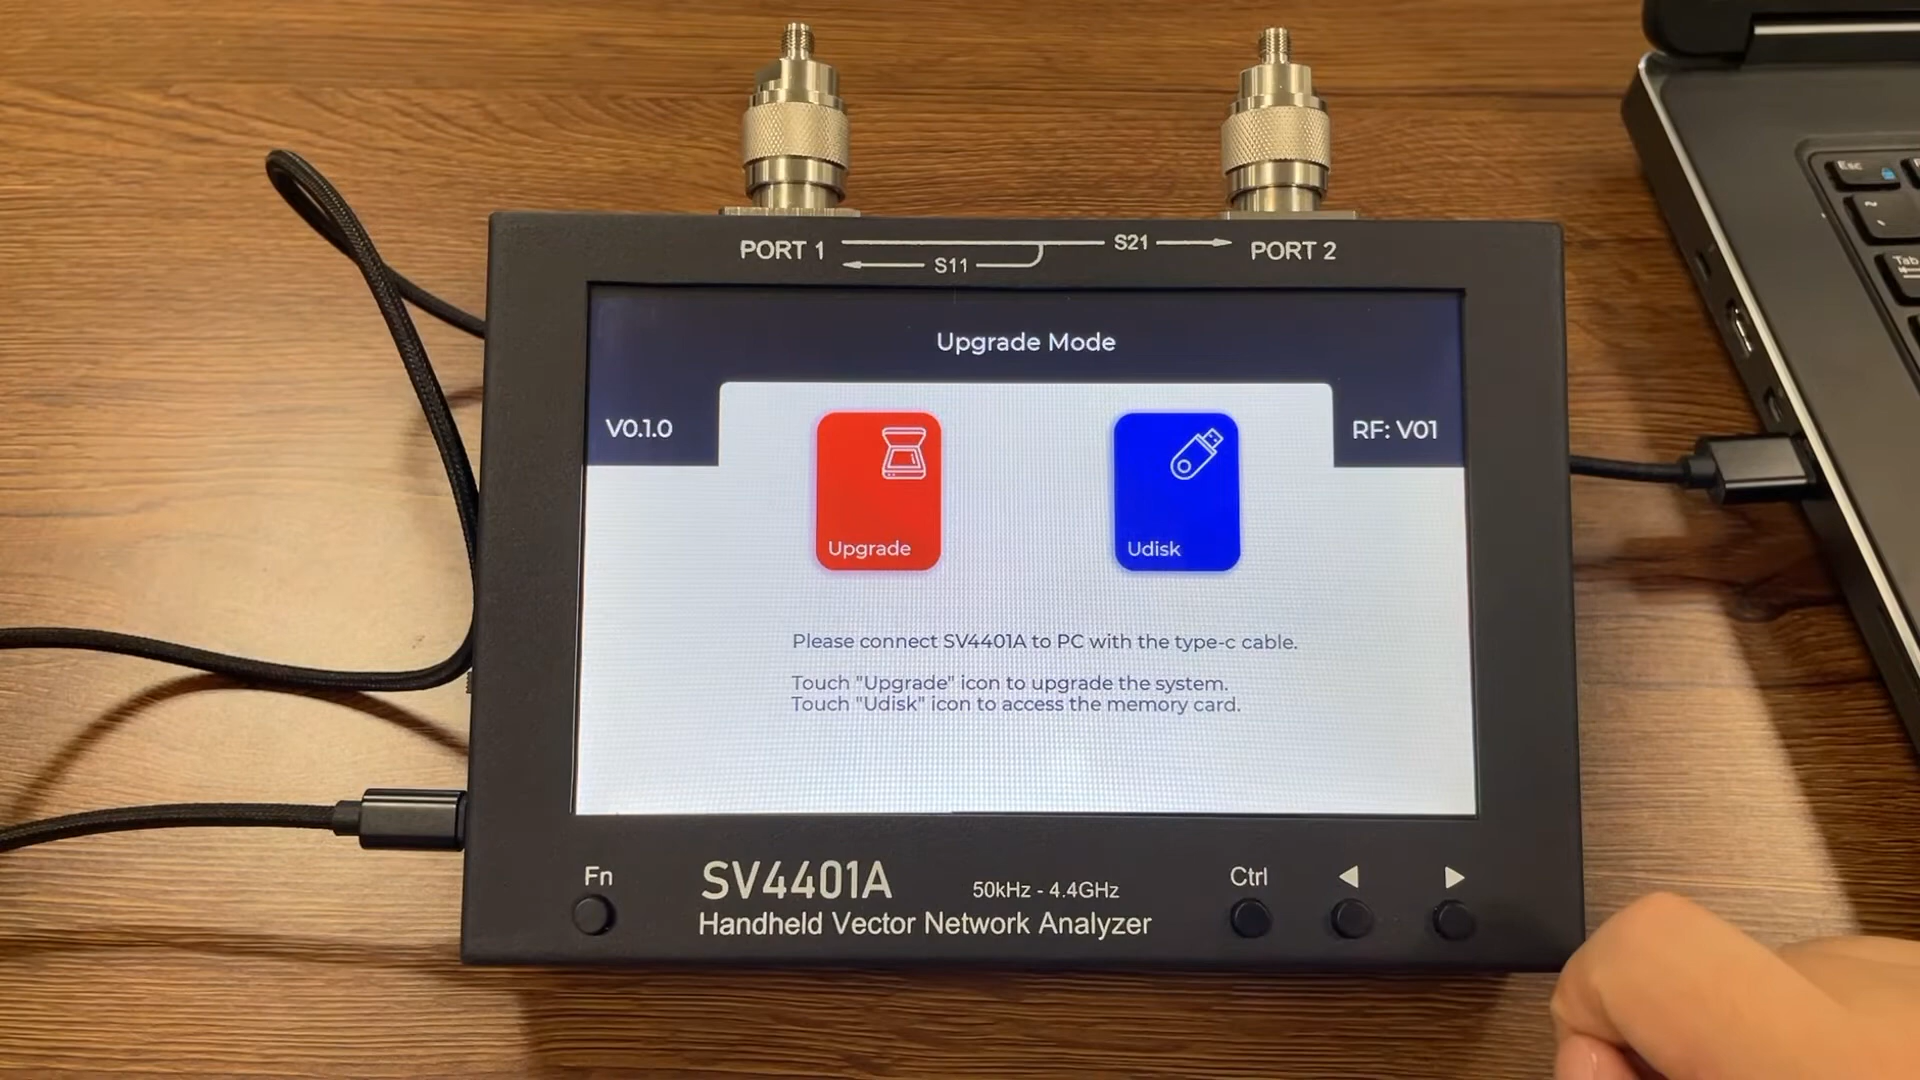 PORT 1
S21
PORT 2
S11
Upgrade Mode
V0.1.0
RF: V01
Upgrade
Udisk
Please connect SV4401A to PC with the type-c cable.
Touch "Upgrade" icon to upgrade the system.
Touch "Udisk" icon to access the memory card.
Fn
SV4401A
50kHz - 4.4GHz
Handheld Vector Network Analyzer
Ctrl
Esc
~
Tab